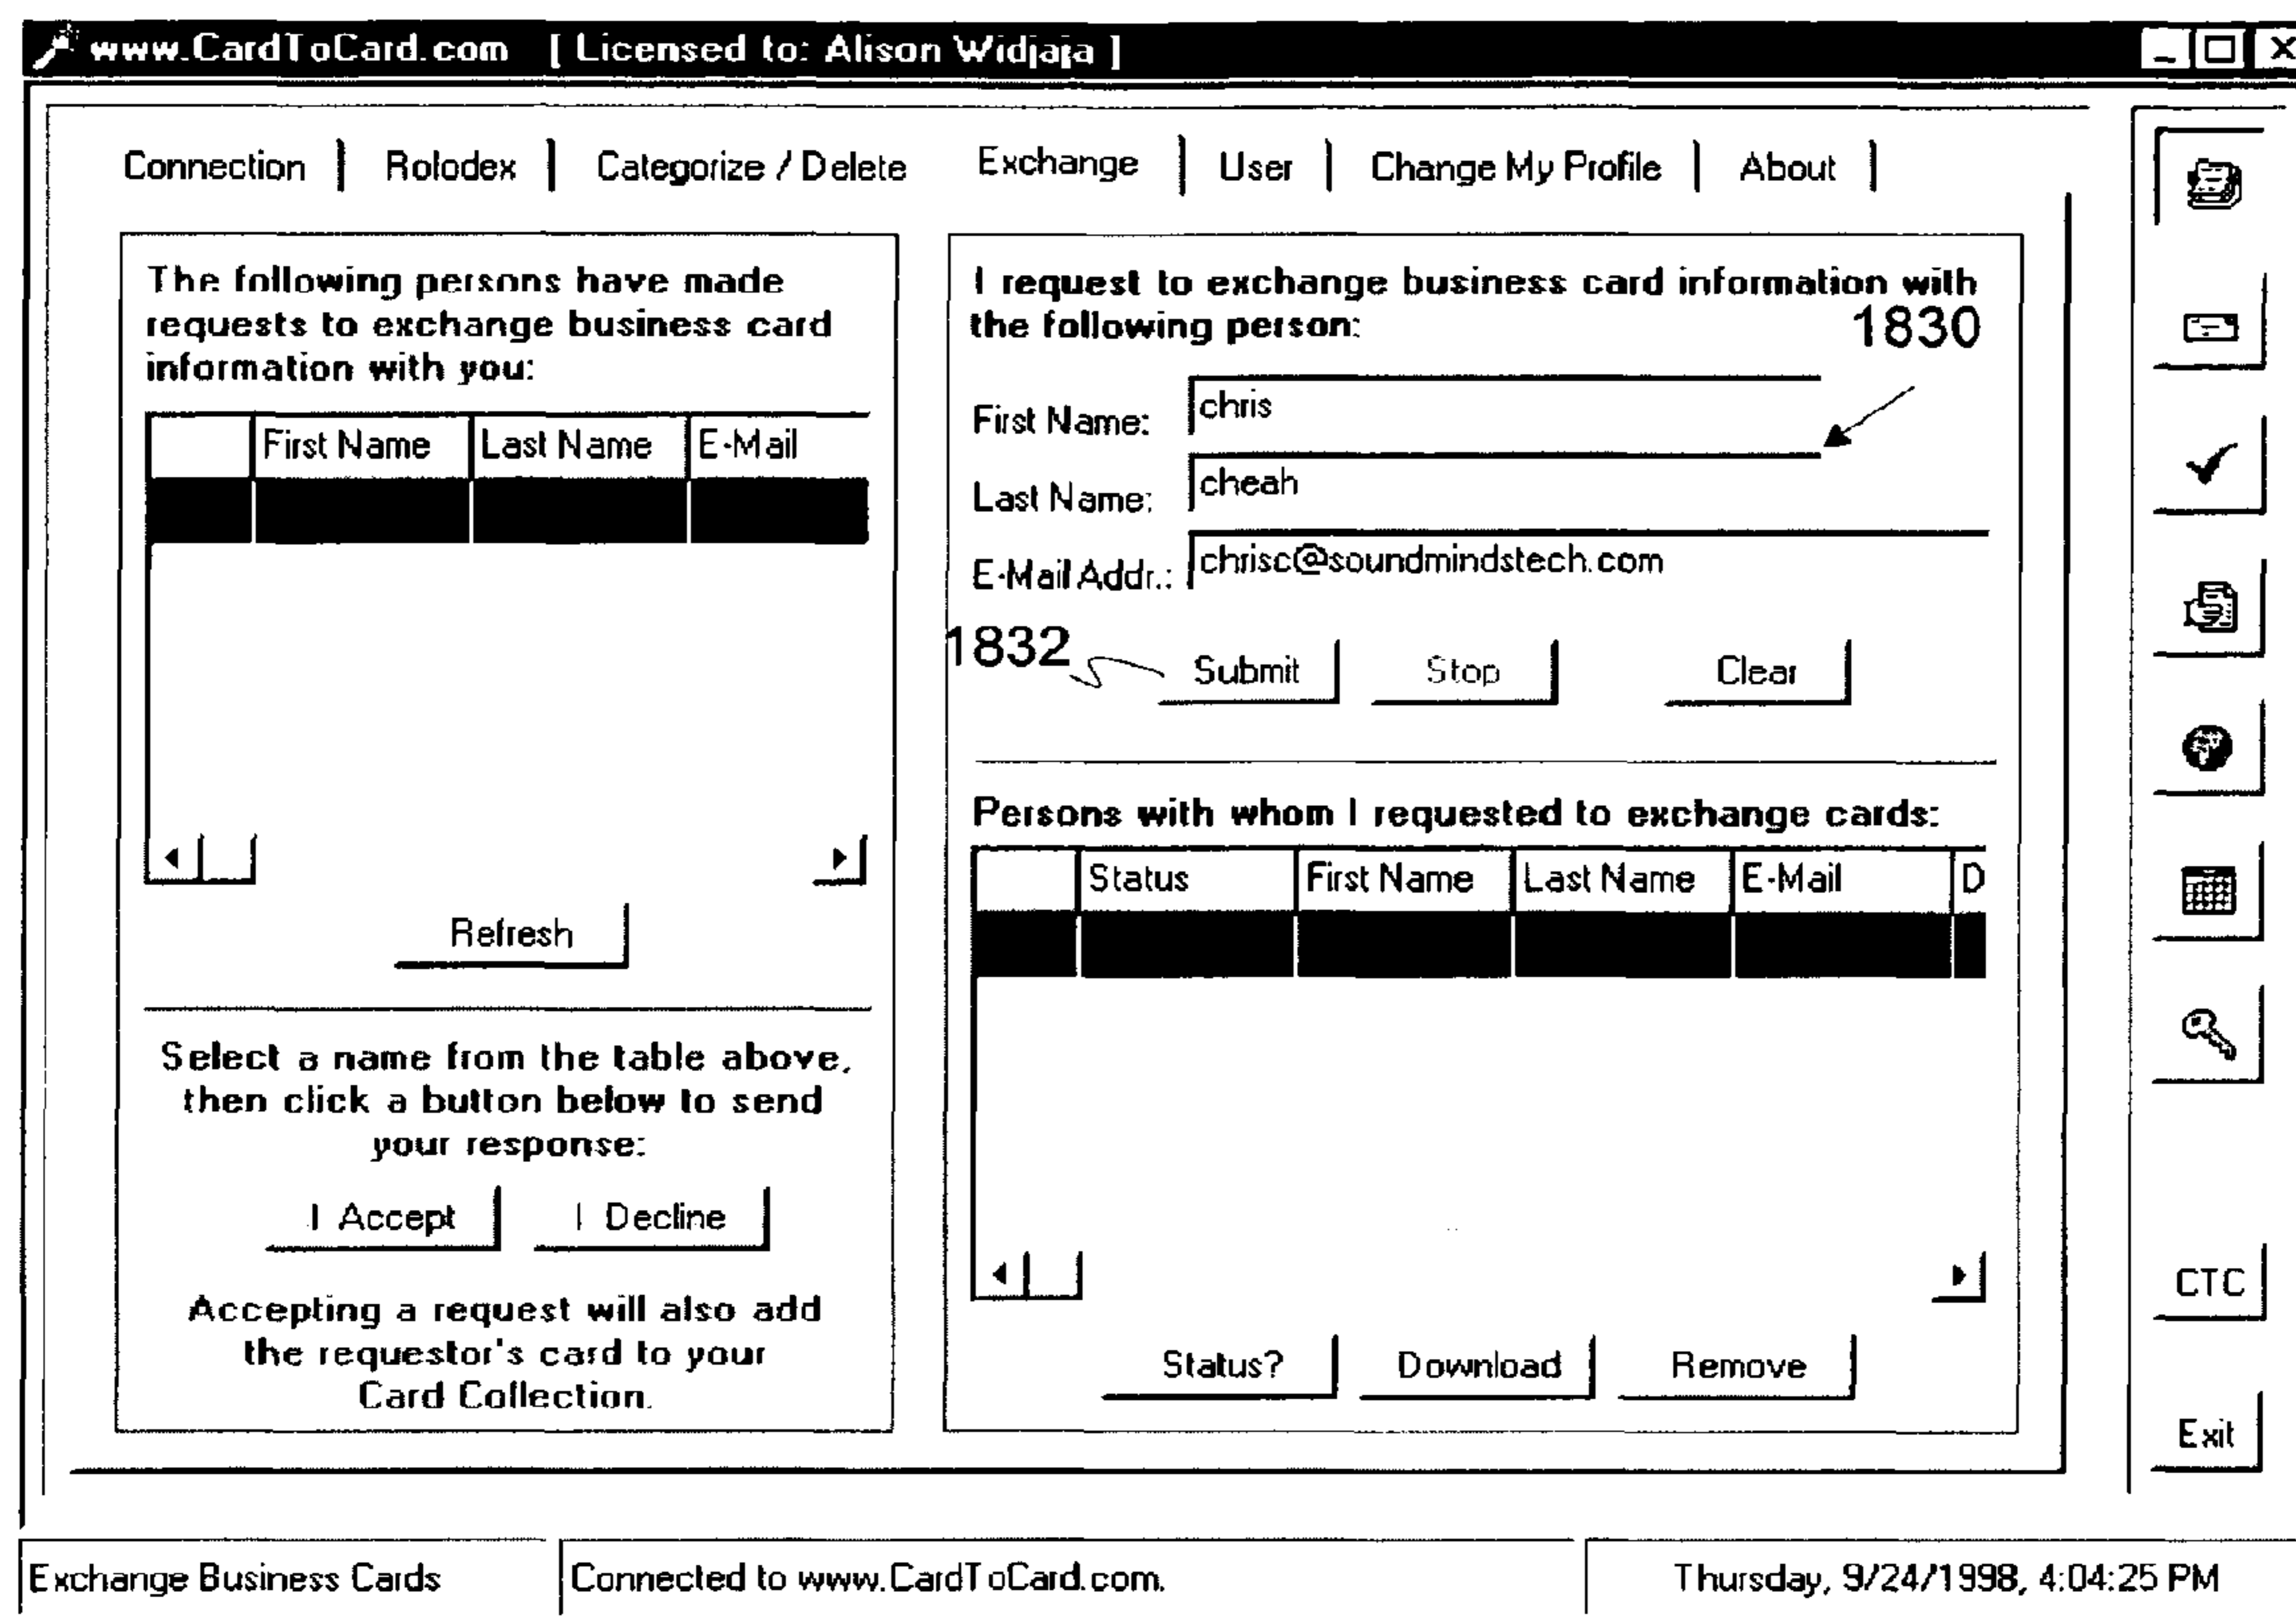 www.CardToCard.com [ Licensed to: Alison Widjaja ]
Connection Rolodex Categorize / Delete Exchange User Change My Profile About
The following persons have made
requests to exchange business card
information with you:
First Name Last Name E-Mail
Refresh
Select a name from the table above,
then click a button below to send
your response:
I Accept I Decline
Accepting a request will also add
the requestor's card to your
Card Collection.
I request to exchange business card information with
the following person:
1830
First Name: chris
Last Name: cheah
E-Mail Addr.: chrisc@soundmindstech.com
1832
Submit Stop Clear
Persons with whom I requested to exchange cards:
Status First Name Last Name E-Mail D
Status? Download Remove
CTC
Exit
Exchange Business Cards Connected to www.CardToCard.com. Thursday, 9/24/1998, 4:04:25 PM